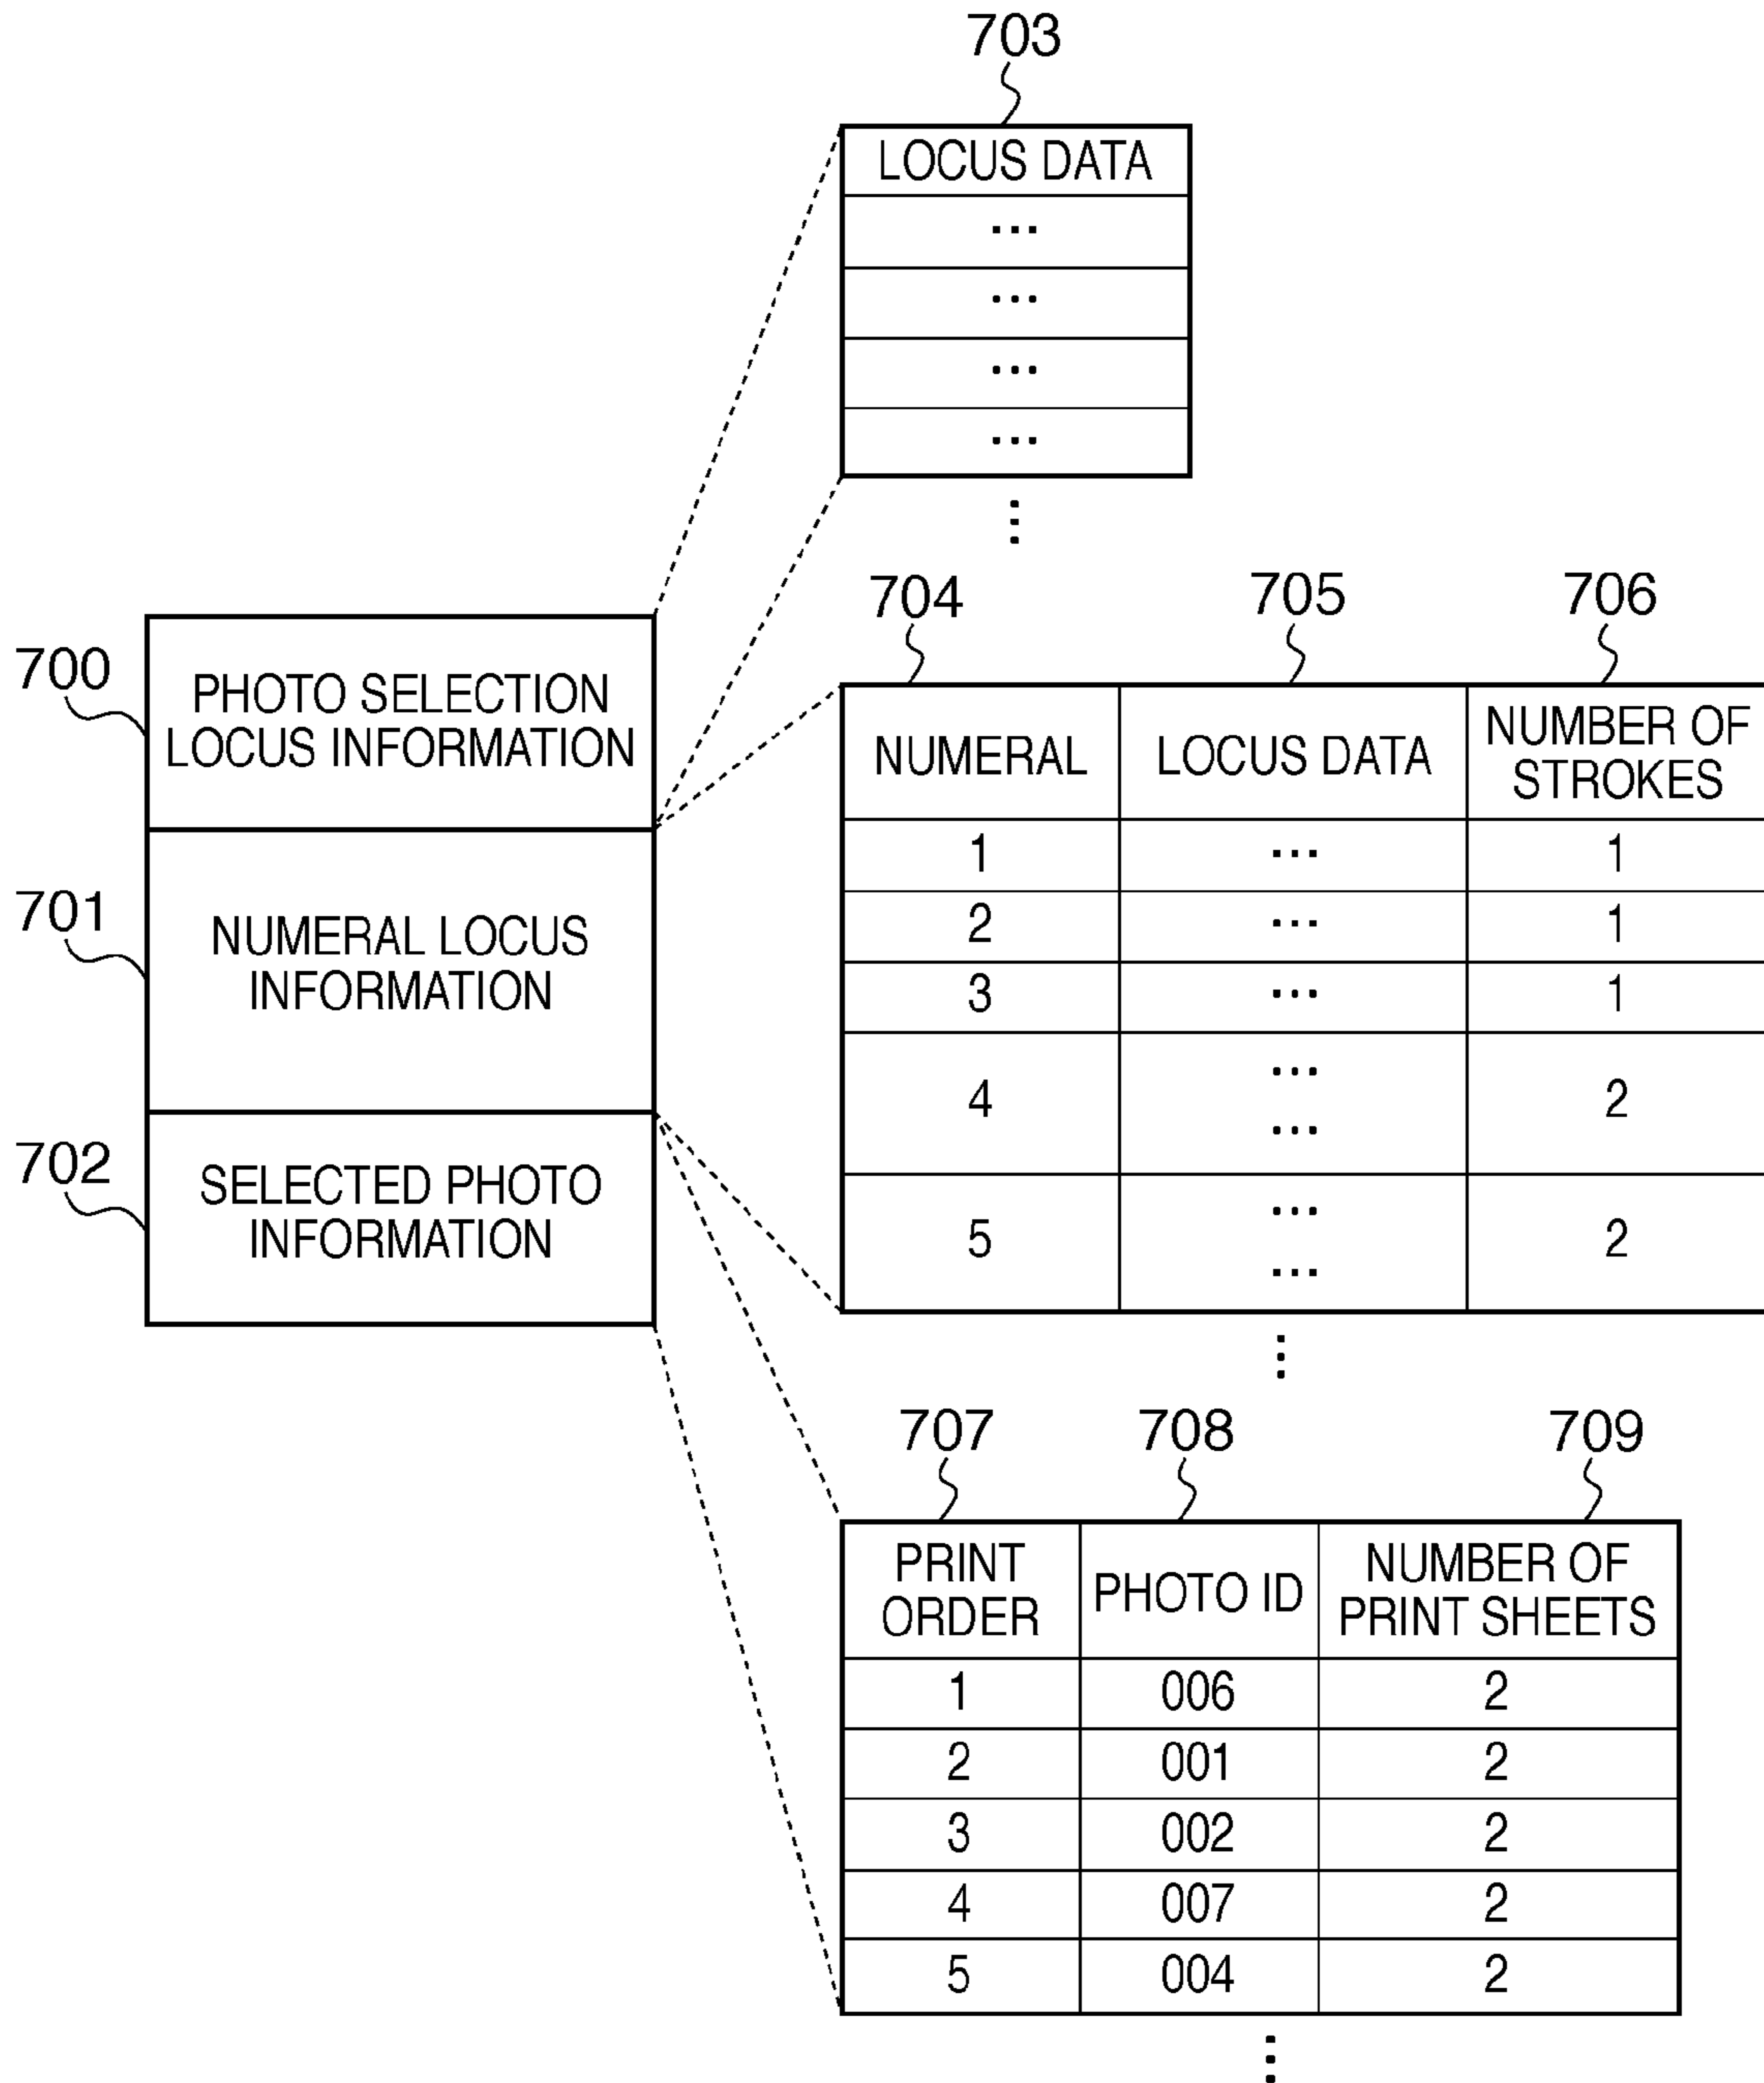 703
LOCUS DATA
...
...
...
...
704 705 706
700
PHOTO SELECTION
LOCUS INFORMATION
701
NUMERAL LOCUS
INFORMATION
702
SELECTED PHOTO
INFORMATION
NUMERAL LOCUS DATA NUMBER OF
STROKES
1 ... 1
2 ... 1
3 ... 1
4 ... 2
...
5 ... 2
...
707 708 709
PRINT
ORDER
PHOTO ID
NUMBER OF
PRINT SHEETS
1 006 2
2 001 2
3 002 2
4 007 2
5 004 2